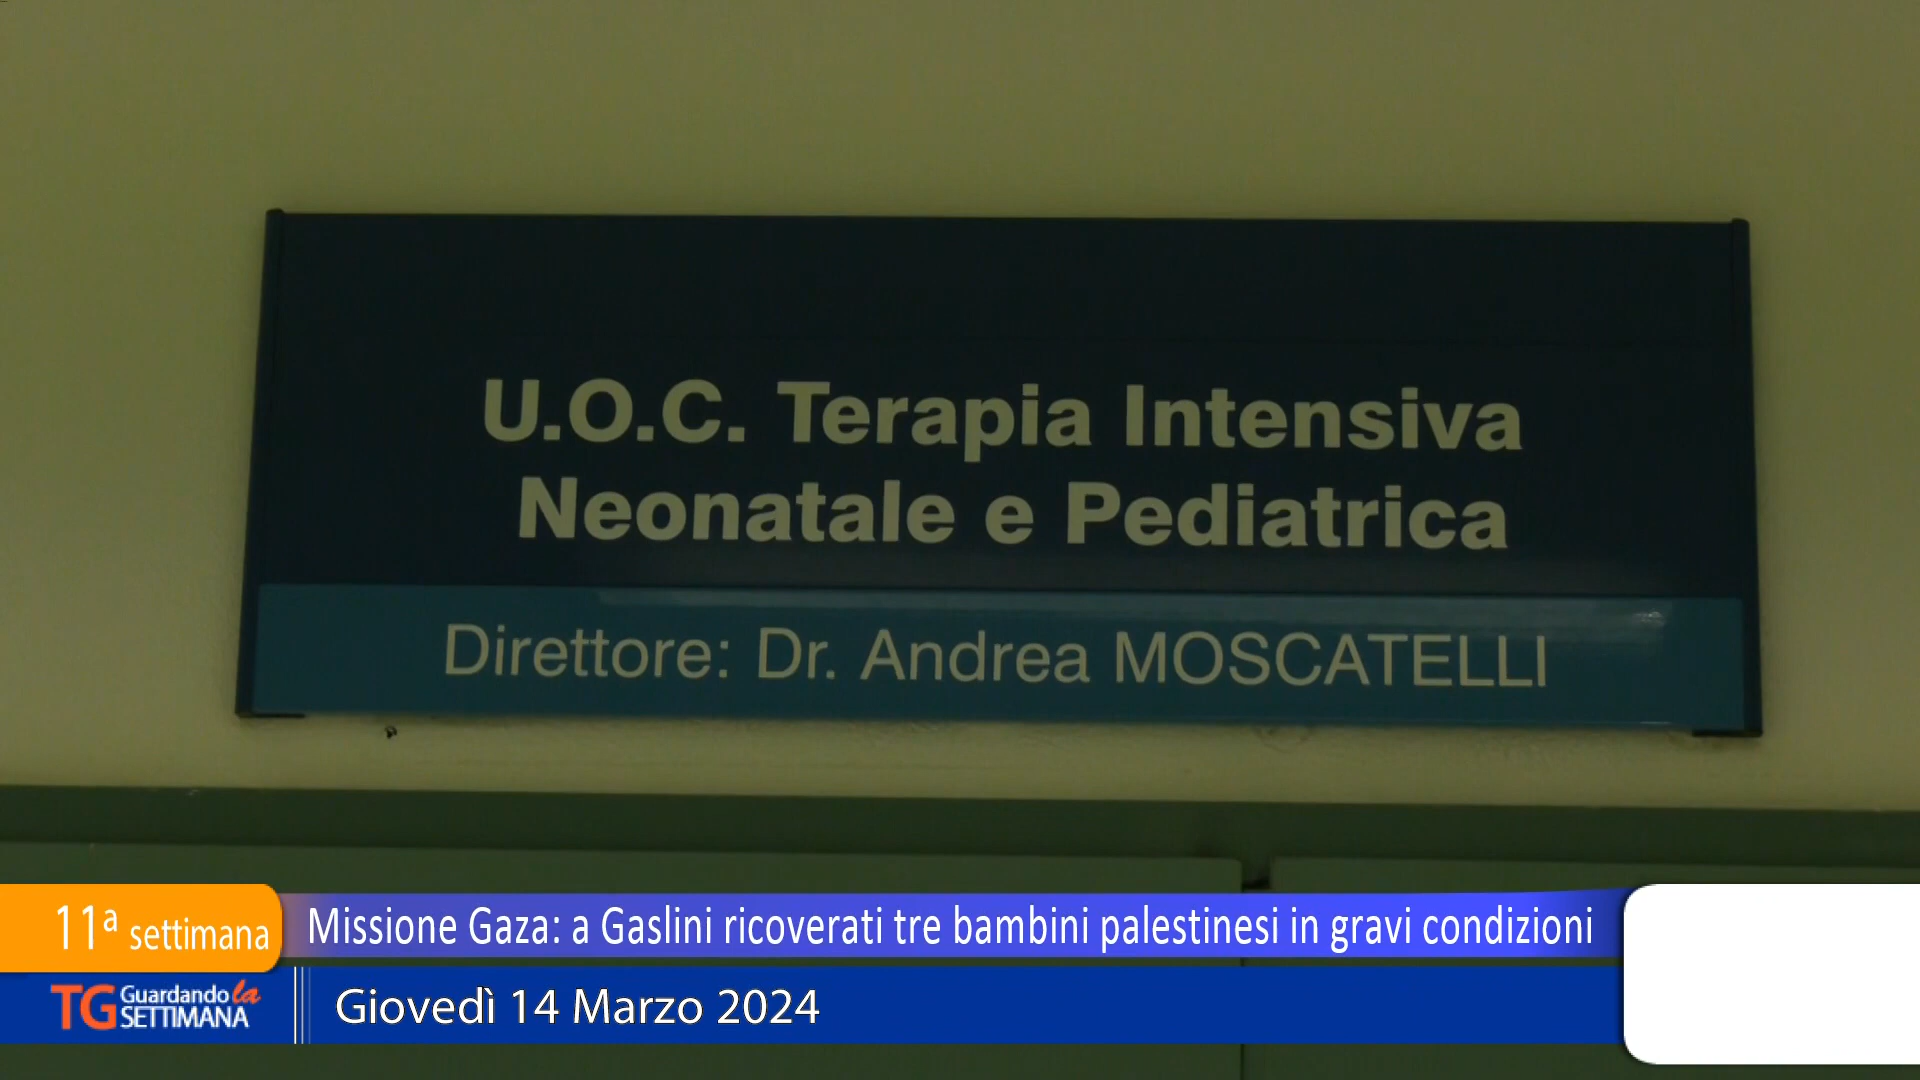 U.O.C. Terapia Intensiva
Neonatale e Pediatrica
Direttore: Dr. Andrea MOSCATELLI
11ª settimana
Missione Gaza: a Gaslini ricoverati tre bambini palestinesi in gravi condizioni
TG Guardando la
SETTIMANA
Giovedì 14 Marzo 2024